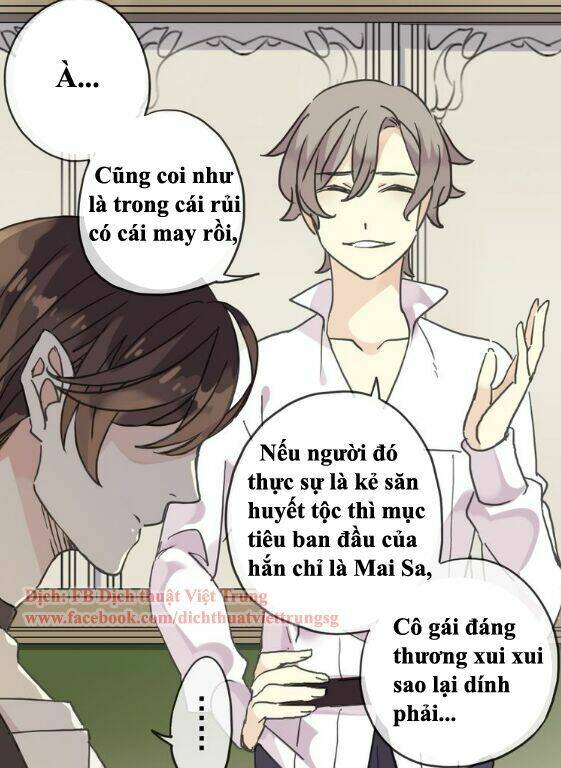 À...
Cũng coi như
là trong cái rủi
có cái may rồi,
Nếu người đó
thực sự là kẻ săn
huyết tộc thì mục
tiêu ban đầu của
hắn chỉ là Mai Sa,
Dịch: FB Dịch thuật Việt Trung
www.facebook.com/dichthuatviettrungsg
Cô gái đáng
thương xui xui
sao lại dính
phải...
......